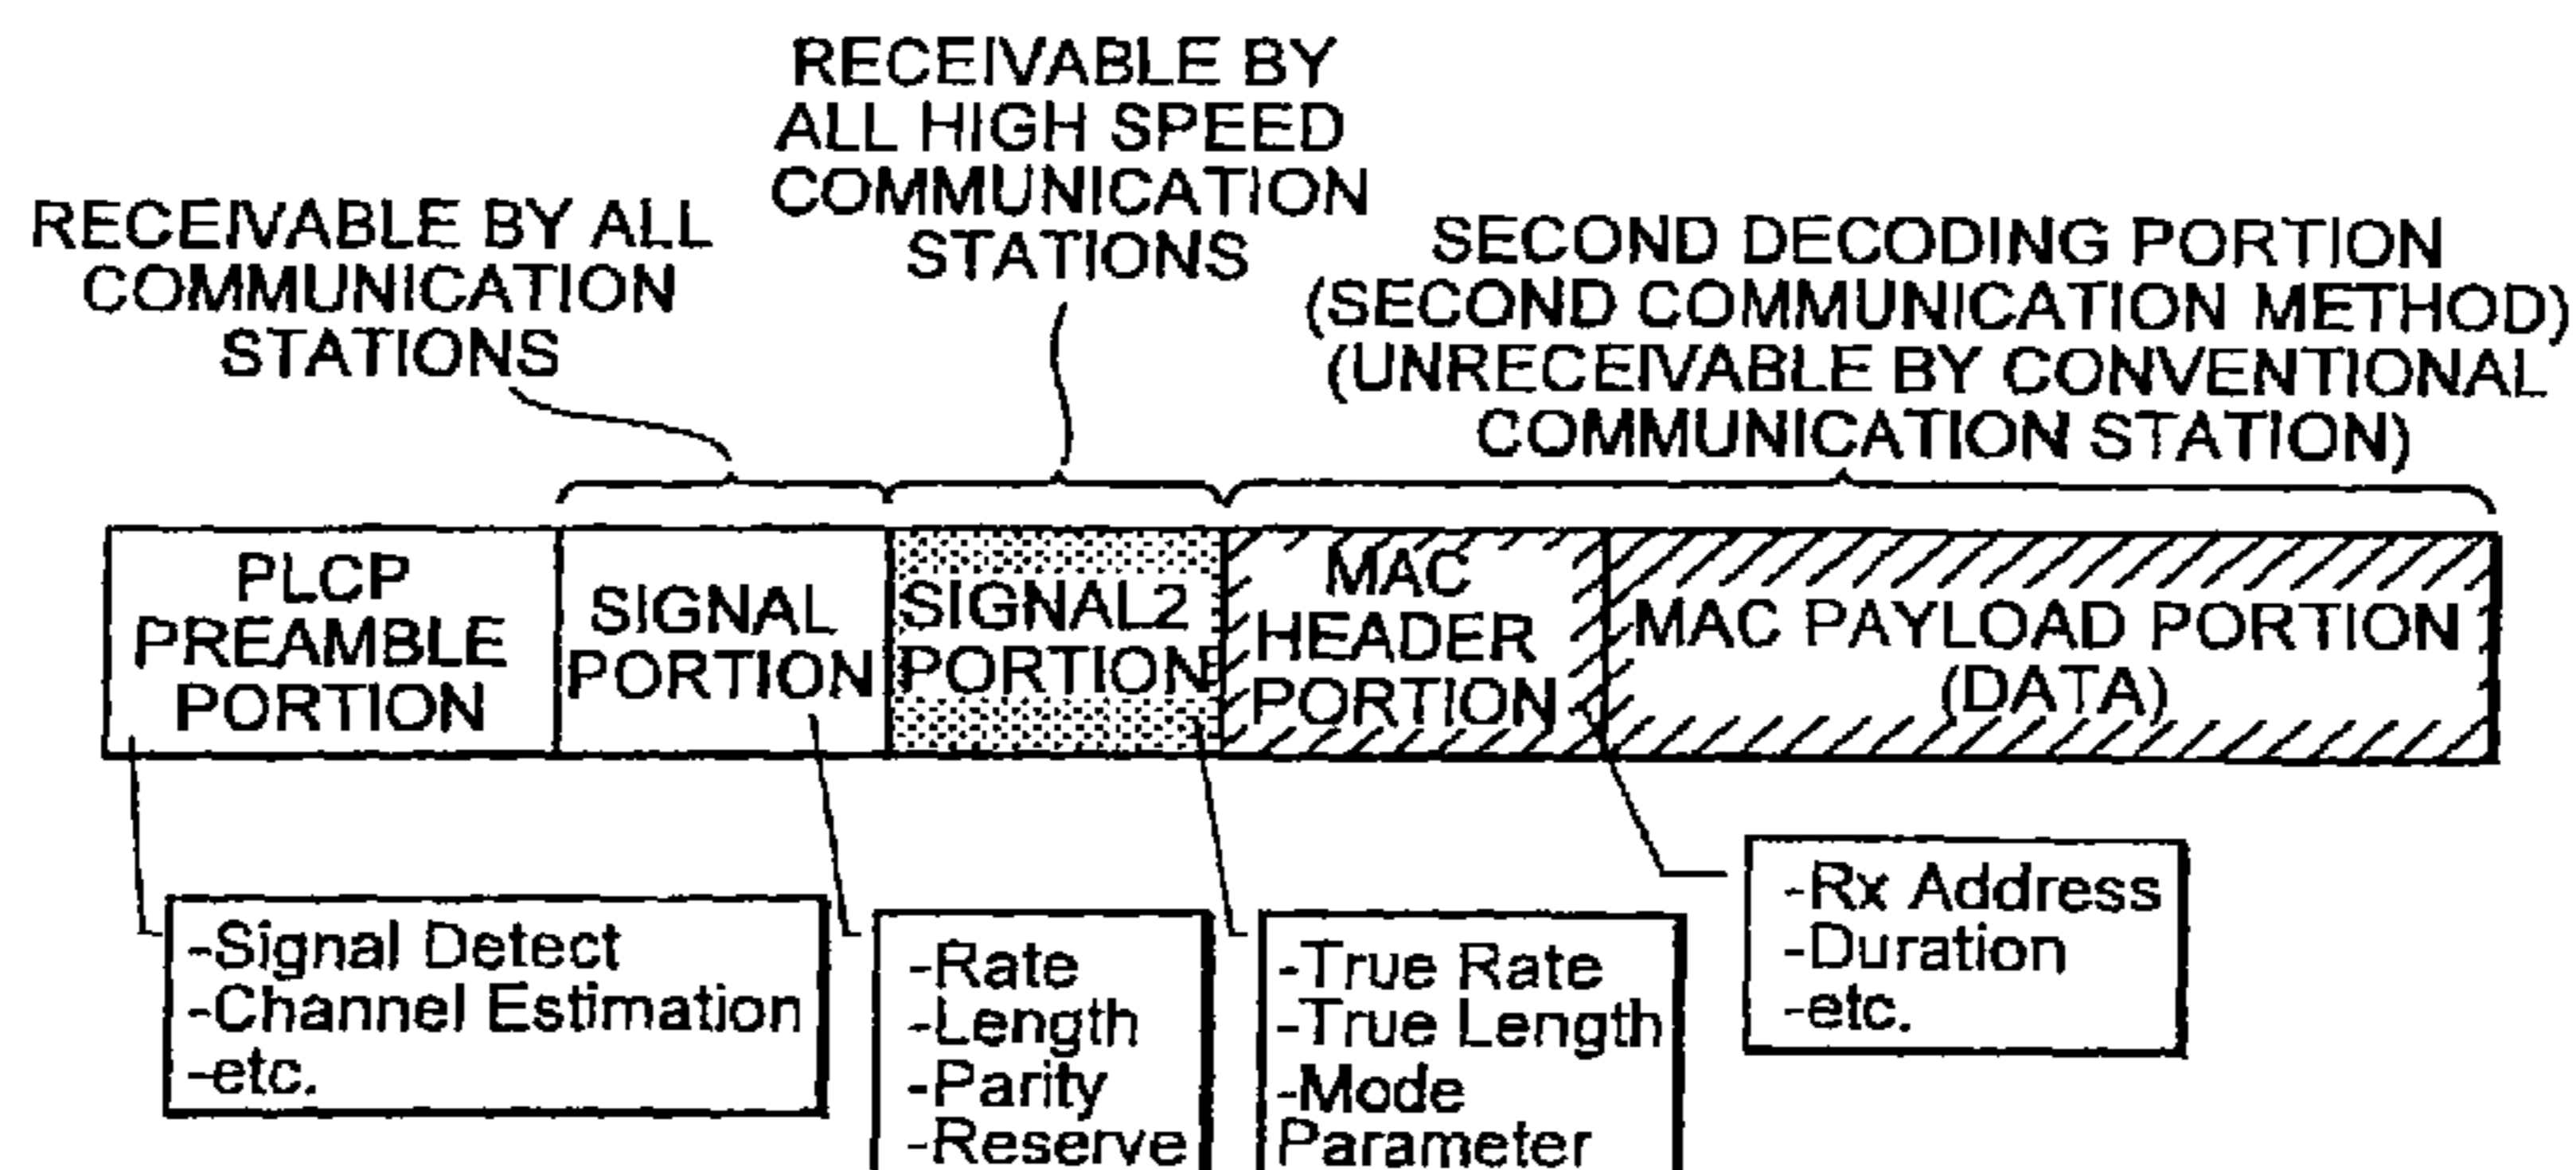 RECEIVABLE BY ALL
COMMUNICATION
STATIONS
RECEIVABLE BY
ALL HIGH SPEED
COMMUNICATION
STATIONS
SECOND DECODING PORTION
(SECOND COMMUNICATION METHOD)
(UNRECEIVABLE BY CONVENTIONAL
COMMUNICATION STATION)
PLCP
PREAMBLE
PORTION
SIGNAL
PORTION
SIGNAL2
PORTION
MAC
HEADER
PORTION
MAC PAYLOAD PORTION
(DATA)
-Signal Detect
-Channel Estimation
-etc.
-Rate
-Length
-Parity
-Reserve
-True Rate
-True Length
-Mode
Parameter
-Rx Address
-Duration
-etc.